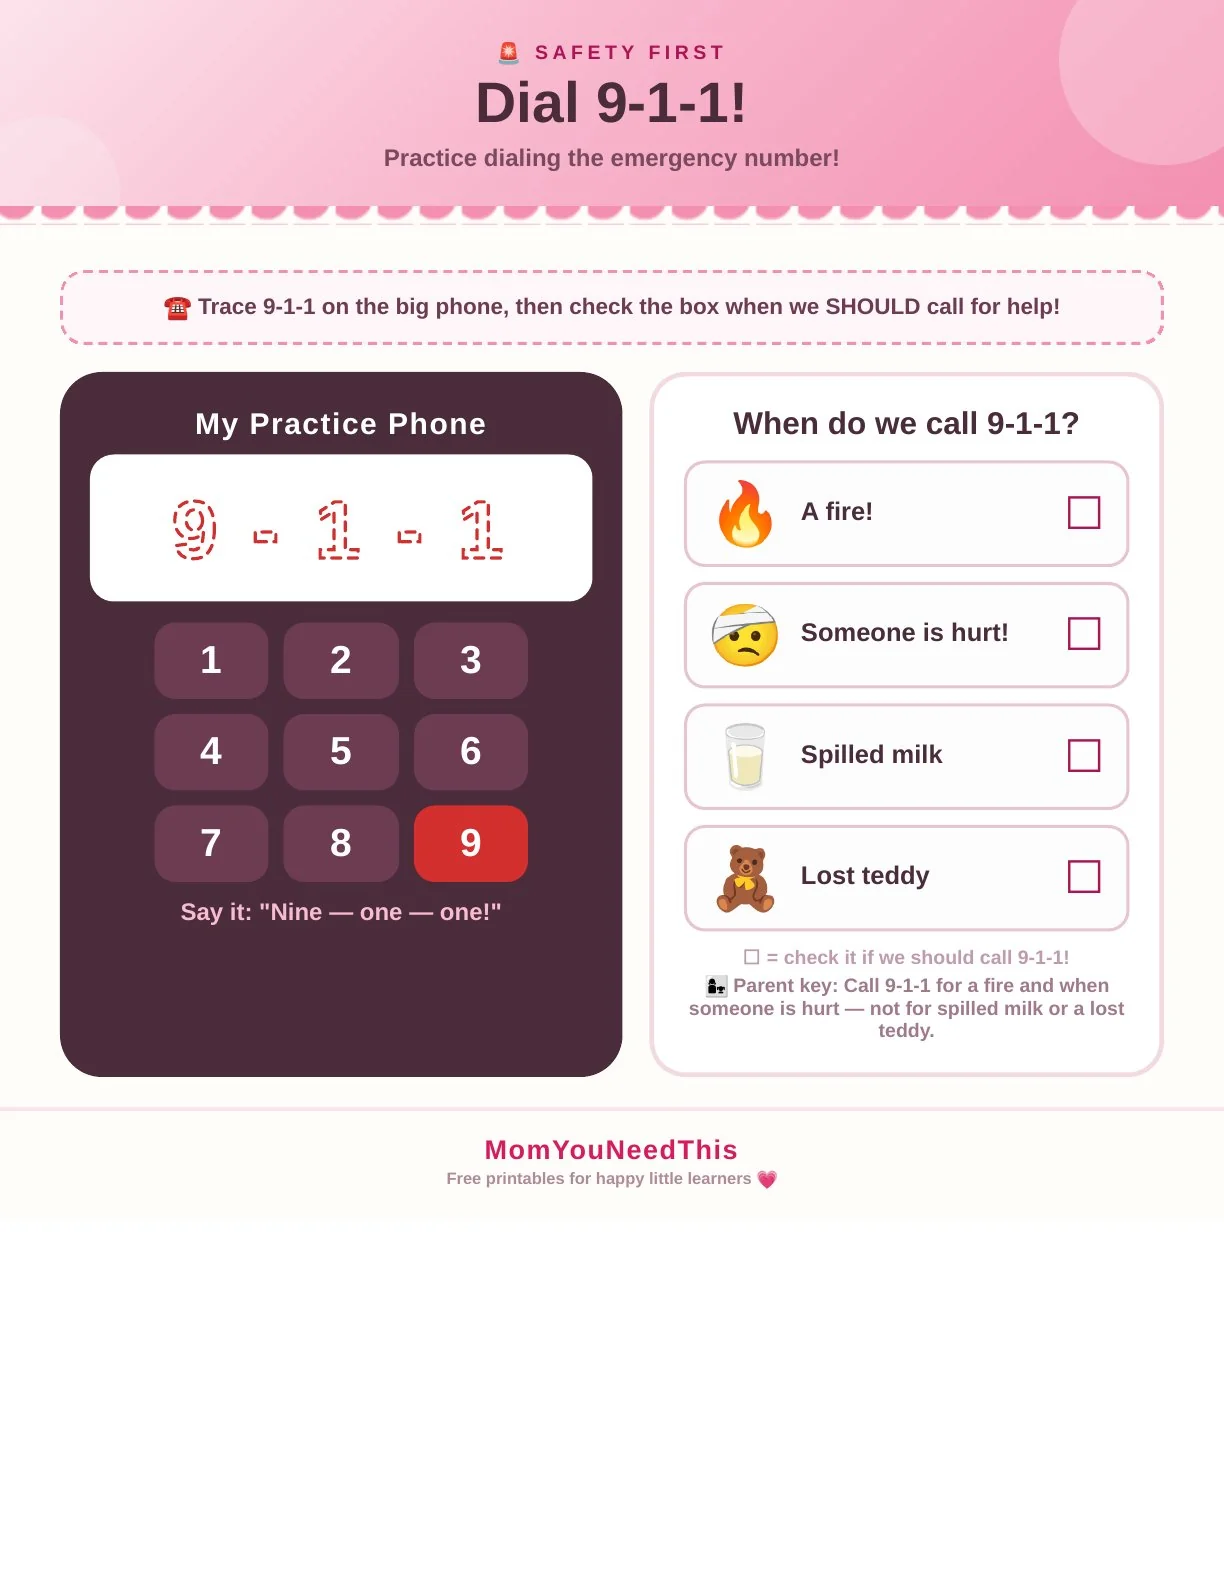 🚨 SAFETY FIRST
Dial 9-1-1!
Practice dialing the emergency number!
☎️ Trace 9-1-1 on the big phone, then check the box when we SHOULD call for help!
My Practice Phone
9 - 1 - 1
1 2 3
4 5 6
7 8 9
Say it: "Nine — one — one!"
When do we call 9-1-1?
A fire!
Someone is hurt!
Spilled milk
Lost teddy
☐ = check it if we should call 9-1-1!
👩‍👧 Parent key: Call 9-1-1 for a fire and when
someone is hurt — not for spilled milk or a lost
teddy.
MomYouNeedThis
Free printables for happy little learners 💗